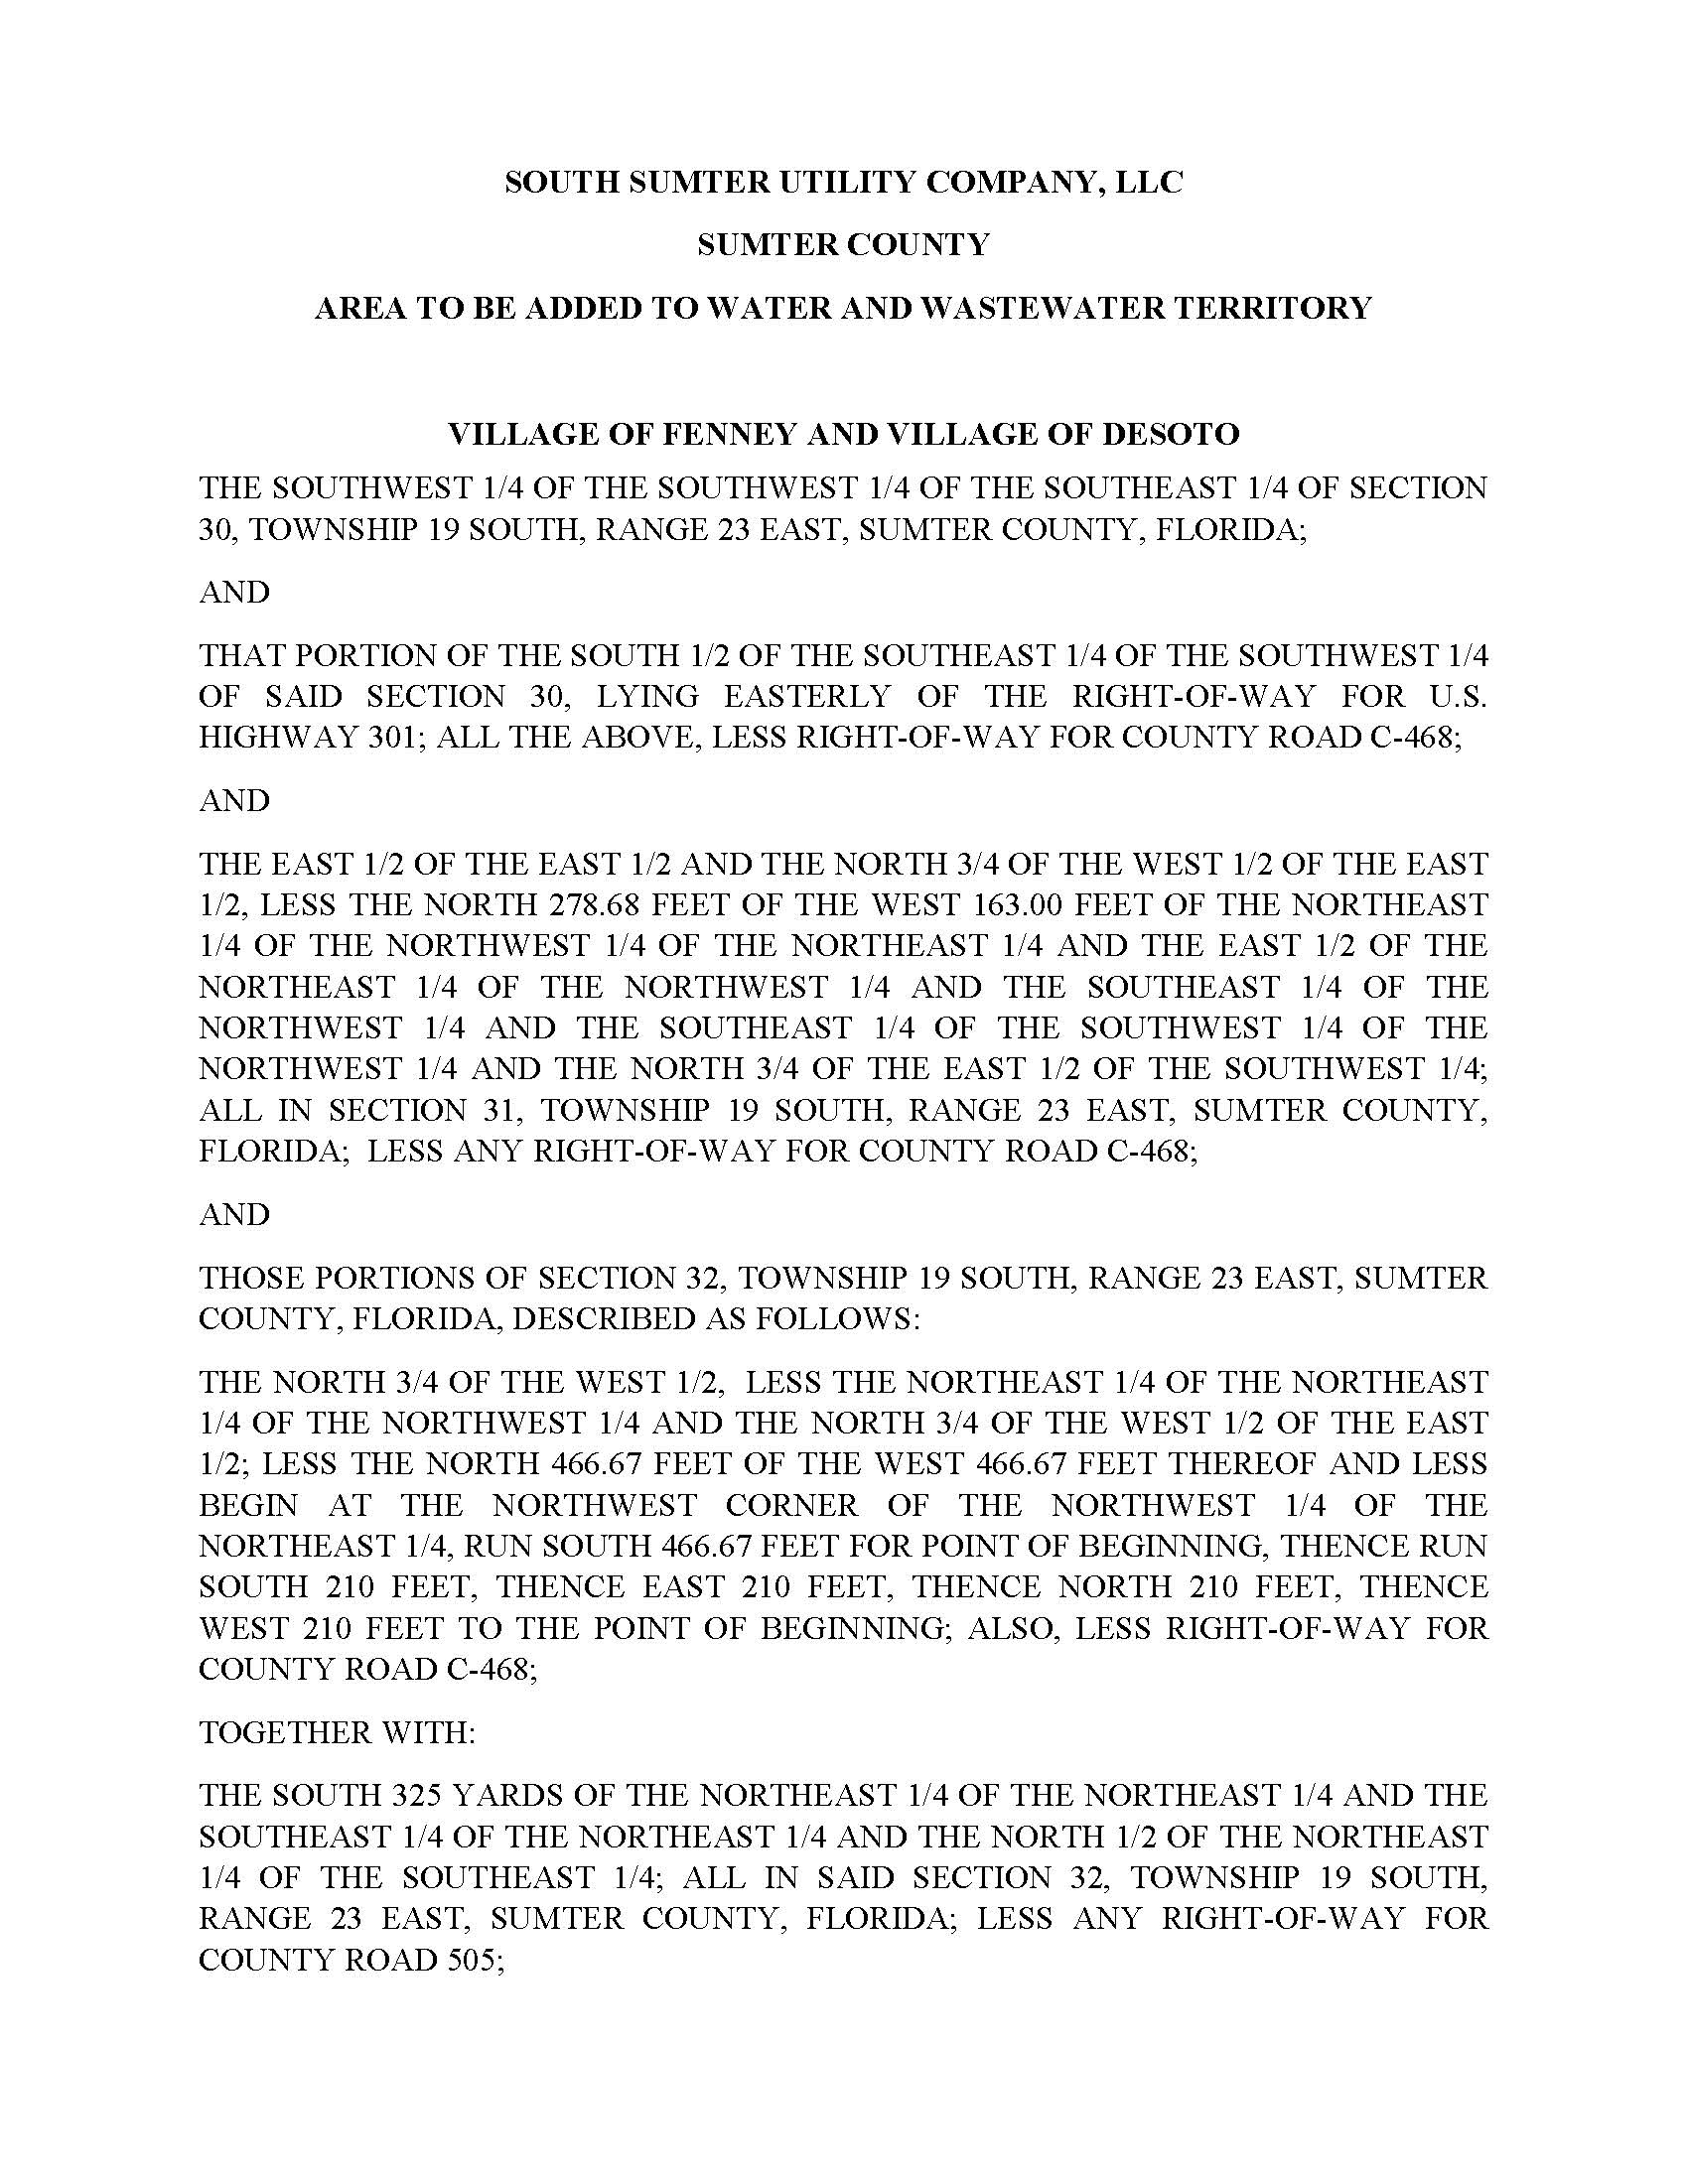 SOUTH SUMTER UTILITY COMPANY, LLC
SUMTER COUNTY
AREA TO BE ADDED TO WATER AND WASTEWATER TERRITORY
VILLAGE OF FENNEY AND VILLAGE OF DESOTO
THE SOUTHWEST 1/4 OF THE SOUTHWEST 1/4 OF THE SOUTHEAST 1/4 OF SECTION
30, TOWNSHIP 19 SOUTH, RANGE 23 EAST, SUMTER COUNTY, FLORIDA;
AND
THAT PORTION OF THE SOUTH 1/2 OF THE SOUTHEAST 1/4 OF THE SOUTHWEST 1/4
OF SAID SECTION 30, LYING EASTERLY OF THE RIGHT-OF-WAY FOR U.S.
HIGHWAY 301; ALL THE ABOVE, LESS RIGHT-OF-WAY FOR COUNTY ROAD C-468;
AND
THE EAST 1/2 OF THE EAST 1/2 AND THE NORTH 3/4 OF THE WEST 1/2 OF THE EAST
1/2, LESS THE NORTH 278.68 FEET OF THE WEST 163.00 FEET OF THE NORTHEAST
1/4 OF THE NORTHWEST 1/4 OF THE NORTHEAST 1/4 AND THE EAST 1/2 OF THE
NORTHEAST 1/4 OF THE NORTHWEST 1/4 AND THE SOUTHEAST 1/4 OF THE
NORTHWEST 1/4 AND THE SOUTHEAST 1/4 OF THE SOUTHWEST 1/4 OF THE
NORTHWEST 1/4 AND THE NORTH 3/4 OF THE EAST 1/2 OF THE SOUTHWEST 1/4;
ALL IN SECTION 31, TOWNSHIP 19 SOUTH, RANGE 23 EAST, SUMTER COUNTY,
FLORIDA;  LESS ANY RIGHT-OF-WAY FOR COUNTY ROAD C-468;
AND
THOSE PORTIONS OF SECTION 32, TOWNSHIP 19 SOUTH, RANGE 23 EAST, SUMTER
COUNTY, FLORIDA, DESCRIBED AS FOLLOWS:
THE NORTH 3/4 OF THE WEST 1/2,  LESS THE NORTHEAST 1/4 OF THE NORTHEAST
1/4 OF THE NORTHWEST 1/4 AND THE NORTH 3/4 OF THE WEST 1/2 OF THE EAST
1/2; LESS THE NORTH 466.67 FEET OF THE WEST 466.67 FEET THEREOF AND LESS
BEGIN AT THE NORTHWEST CORNER OF THE NORTHWEST 1/4 OF THE
NORTHEAST 1/4, RUN SOUTH 466.67 FEET FOR POINT OF BEGINNING, THENCE RUN
SOUTH 210 FEET, THENCE EAST 210 FEET, THENCE NORTH 210 FEET, THENCE
WEST 210 FEET TO THE POINT OF BEGINNING; ALSO, LESS RIGHT-OF-WAY FOR
COUNTY ROAD C-468;
TOGETHER WITH:
THE SOUTH 325 YARDS OF THE NORTHEAST 1/4 OF THE NORTHEAST 1/4 AND THE
SOUTHEAST 1/4 OF THE NORTHEAST 1/4 AND THE NORTH 1/2 OF THE NORTHEAST
1/4 OF THE SOUTHEAST 1/4; ALL IN SAID SECTION 32, TOWNSHIP 19 SOUTH,
RANGE 23 EAST, SUMTER COUNTY, FLORIDA; LESS ANY RIGHT-OF-WAY FOR
COUNTY ROAD 505;